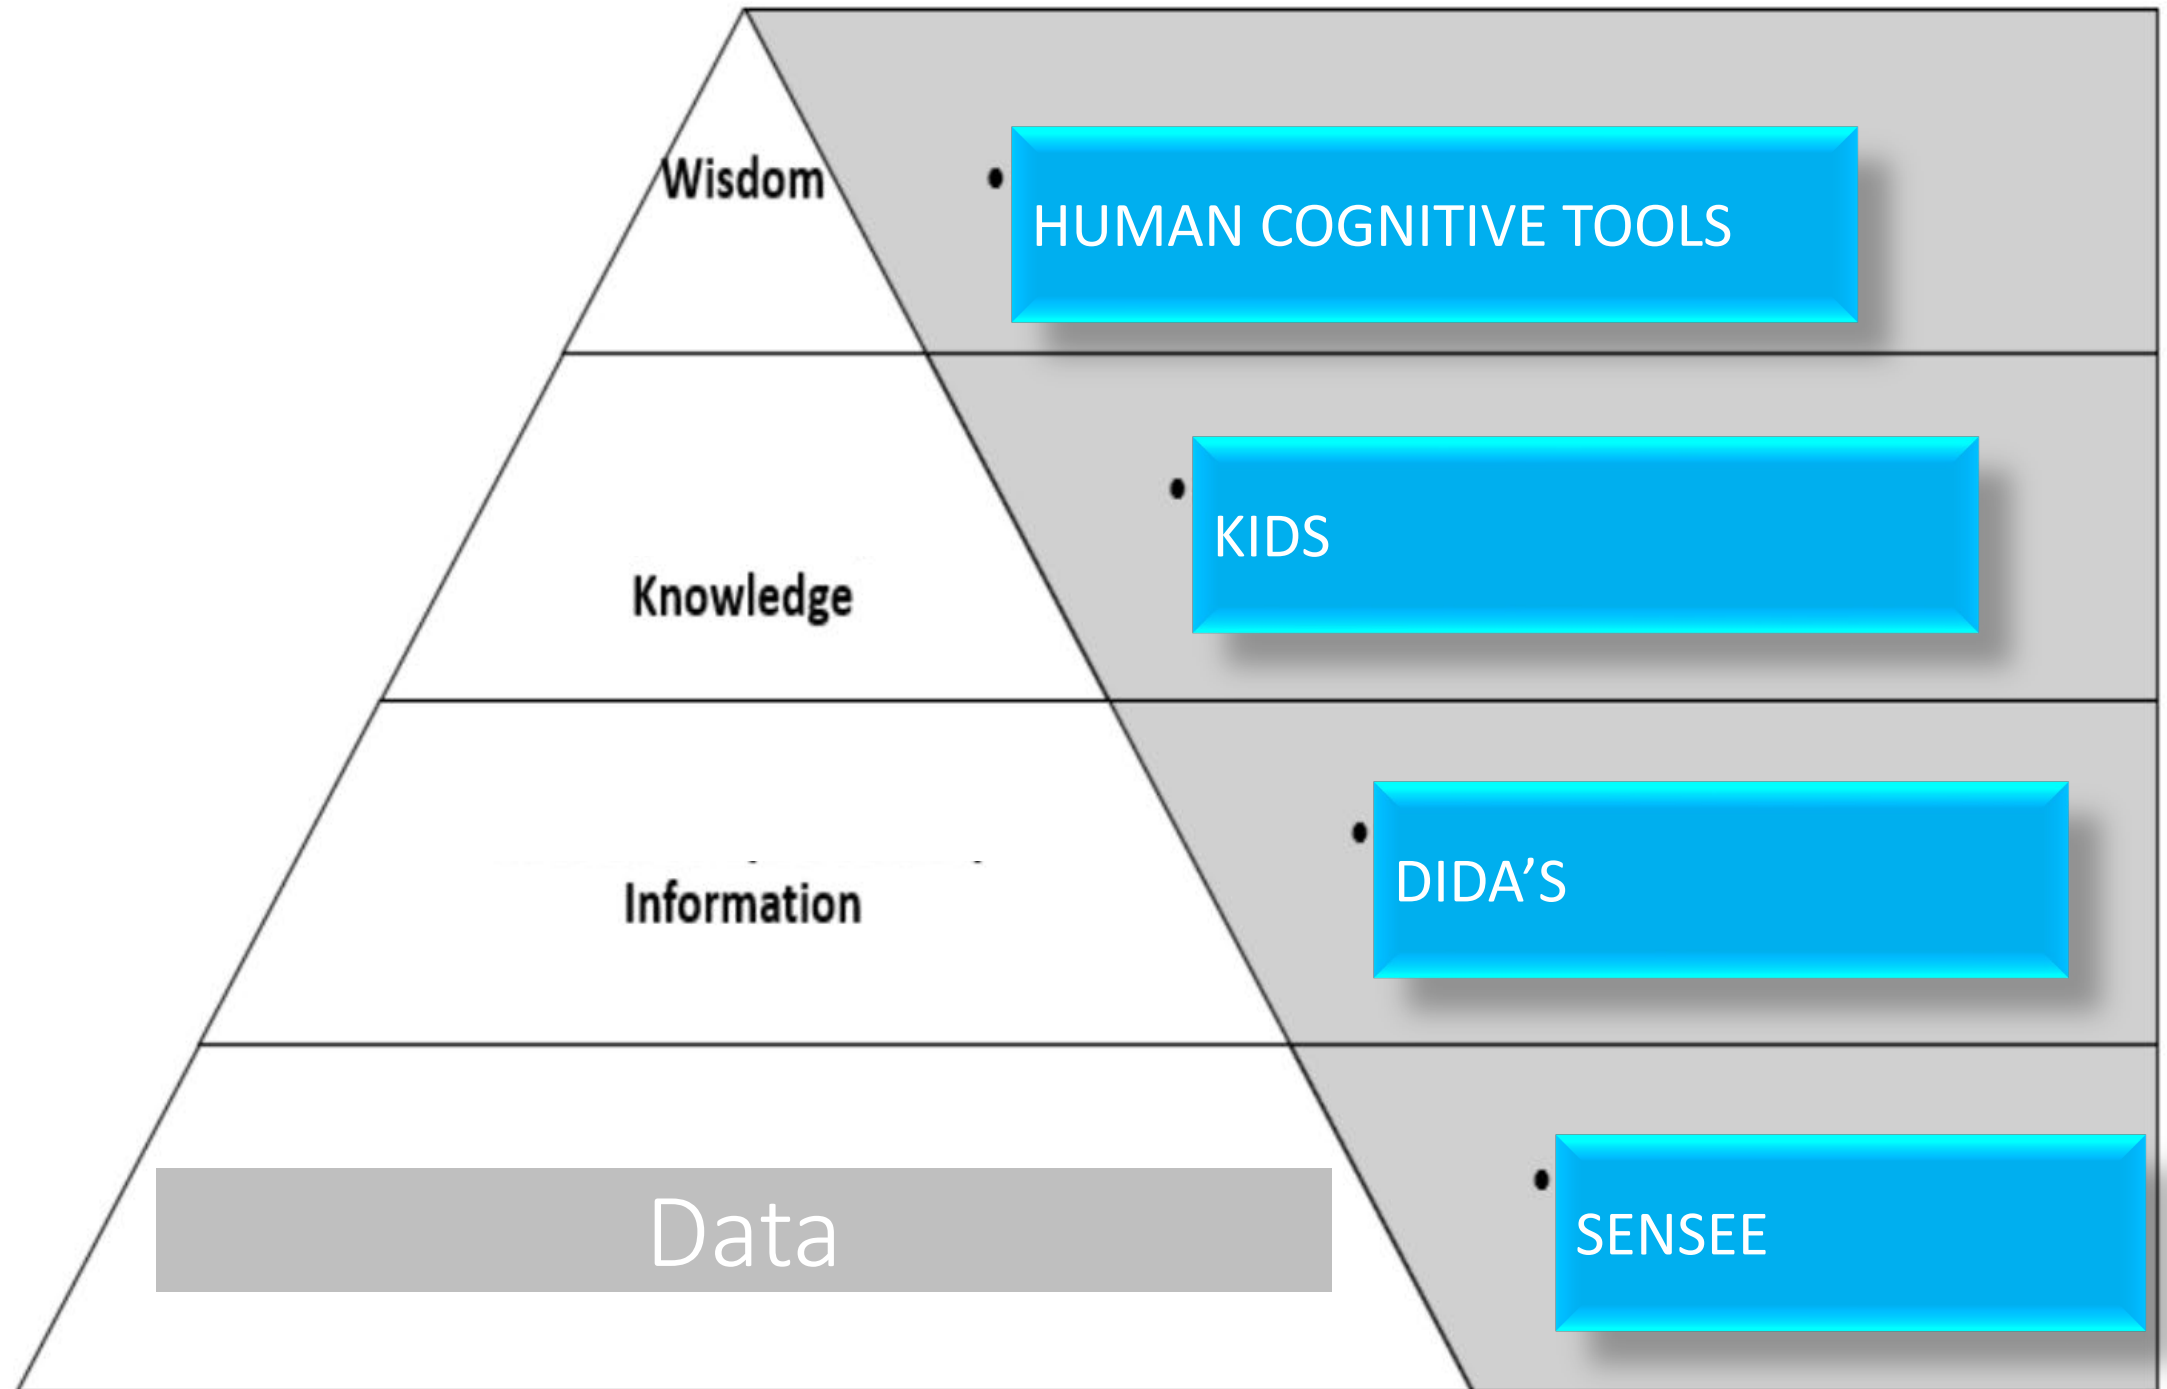 Wisdom
• HUMAN COGNITIVE TOOLS
Knowledge
• KIDS
Information
• DIDA’S
Data
• SENSEE